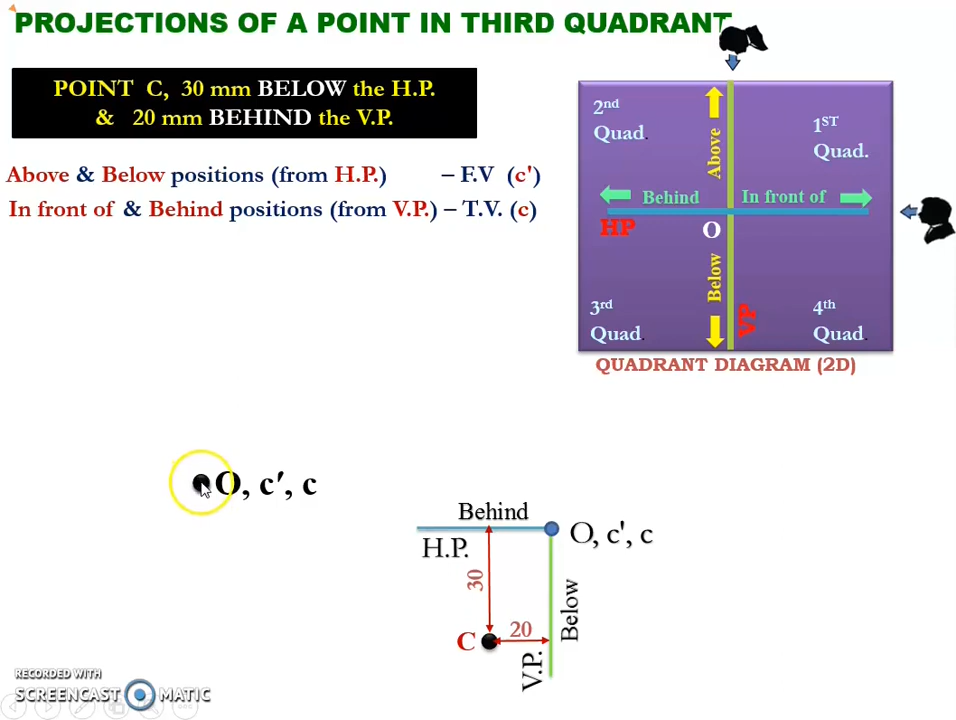 PROJECTIONS OF A POINT IN THIRD QUADRANT
POINT C, 30 mm BELOW the H.P.
& 20 mm BEHIND the V.P.
Above & Below positions (from H.P.) – F.V (c')
In front of & Behind positions (from V.P.) – T.V. (c)
2nd
Quad.
1ST
Quad.
Above
Behind
In front of
HP
O
Below
VP
3rd
Quad.
4th
Quad.
QUADRANT DIAGRAM (2D)
O, c′, c
Behind
O, c', c
H.P.
30
Below
20
C
V.P.
RECORDED WITH
SCREENCAST MATIC